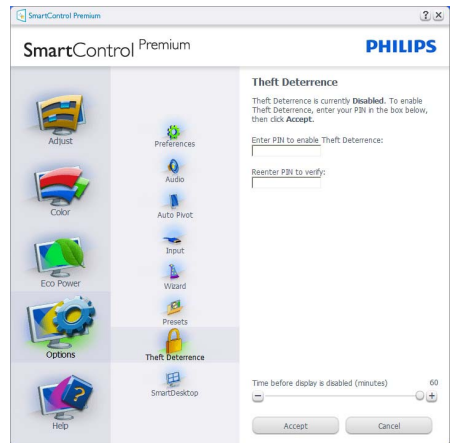 SmartControl Premium
SmartControl Premium
PHILIPS
Adjust
Color
Eco Power
Options
Help
Preferences
Audio
Auto Pivot
Input
Wizard
Presets
Theft Deterrence
SmartDesktop
Theft Deterrence
Theft Deterrence is currently Disabled. To enable
Theft Deterrence, enter your PIN in the box below,
then click Accept.
Enter PIN to enable Theft Deterrence:
Reenter PIN to verify:
Time before display is disabled (minutes) 60
Accept Cancel